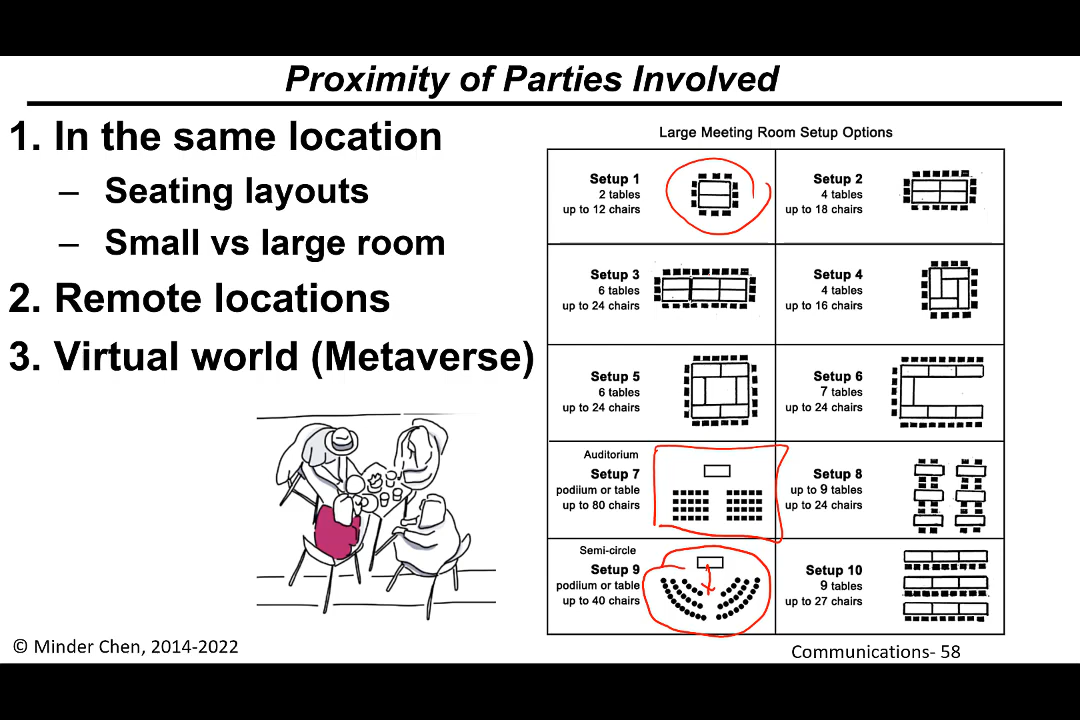 Proximity of Parties Involved
1. In the same location
– Seating layouts
– Small vs large room
2. Remote locations
3. Virtual world (Metaverse)
Large Meeting Room Setup Options
Setup 1
2 tables
up to 12 chairs
Setup 2
4 tables
up to 18 chairs
Setup 3
6 tables
up to 24 chairs
Setup 4
4 tables
up to 16 chairs
Setup 5
6 tables
up to 24 chairs
Setup 6
7 tables
up to 24 chairs
Auditorium
Setup 7
podiium or table
up to 80 chairs
Setup 8
up to 9 tables
up to 24 chairs
Semi-circle
Setup 9
podiium or table
up to 40 chairs
Setup 10
9 tables
up to 27 chairs
© Minder Chen, 2014-2022
Communications- 58